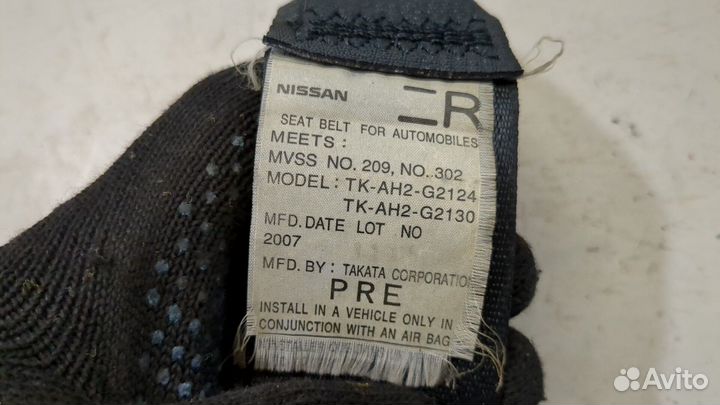 NISSAN
R
SEAT BELT FOR AUTOMOBILES
MEETS :
MVSS NO. 209, NO. 302
MODEL: TK-AH2-G2124
TK-AH2-G2130
MFD. DATE LOT NO
2007
MFD. BY: TAKATA CORPORATION
PRE
INSTALL IN A VEHICLE ONLY IN
CONJUNCTION WITH AN AIR BAG
Avito